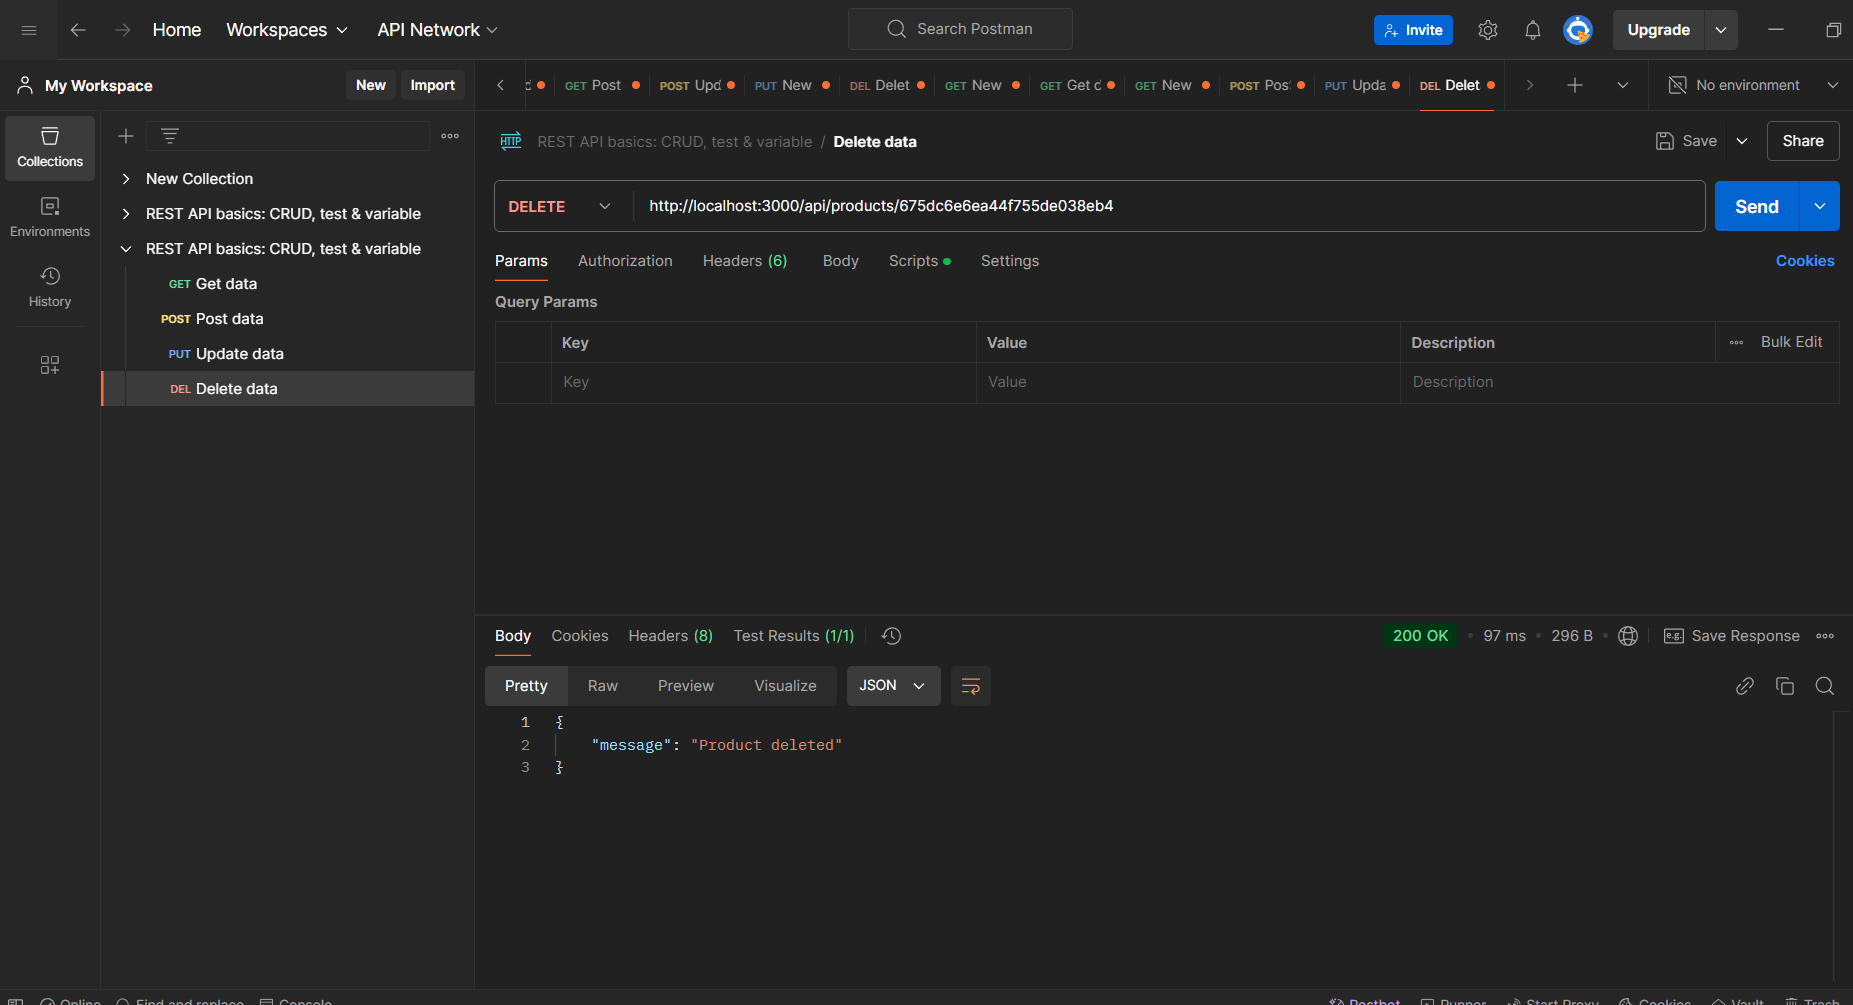 Home Workspaces API Network Search Postman Invite Upgrade
My Workspace New Import
GET Post POST Upd PUT New DEL Delet GET New GET Get GET New POST Pos PUT Upda DEL Delet No environment
Collections
Environments
History
New Collection
REST API basics: CRUD, test & variable
REST API basics: CRUD, test & variable
GET Get data
POST Post data
PUT Update data
DEL Delete data
HTTP REST API basics: CRUD, test & variable / Delete data Save Share
DELETE http://localhost:3000/api/products/675dc6e6ea44f755de038eb4 Send
Params Authorization Headers (6) Body Scripts Settings Cookies
Query Params
Key Value Description Bulk Edit
Key Value Description
Body Cookies Headers (8) Test Results (1/1) 200 OK 97 ms 296 B e.g. Save Response
Pretty Raw Preview Visualize JSON
1 {
2 "message": "Product deleted"
3 }
Online Find and replace Console Postbot Runner Start Proxy Cookies Vault Trash